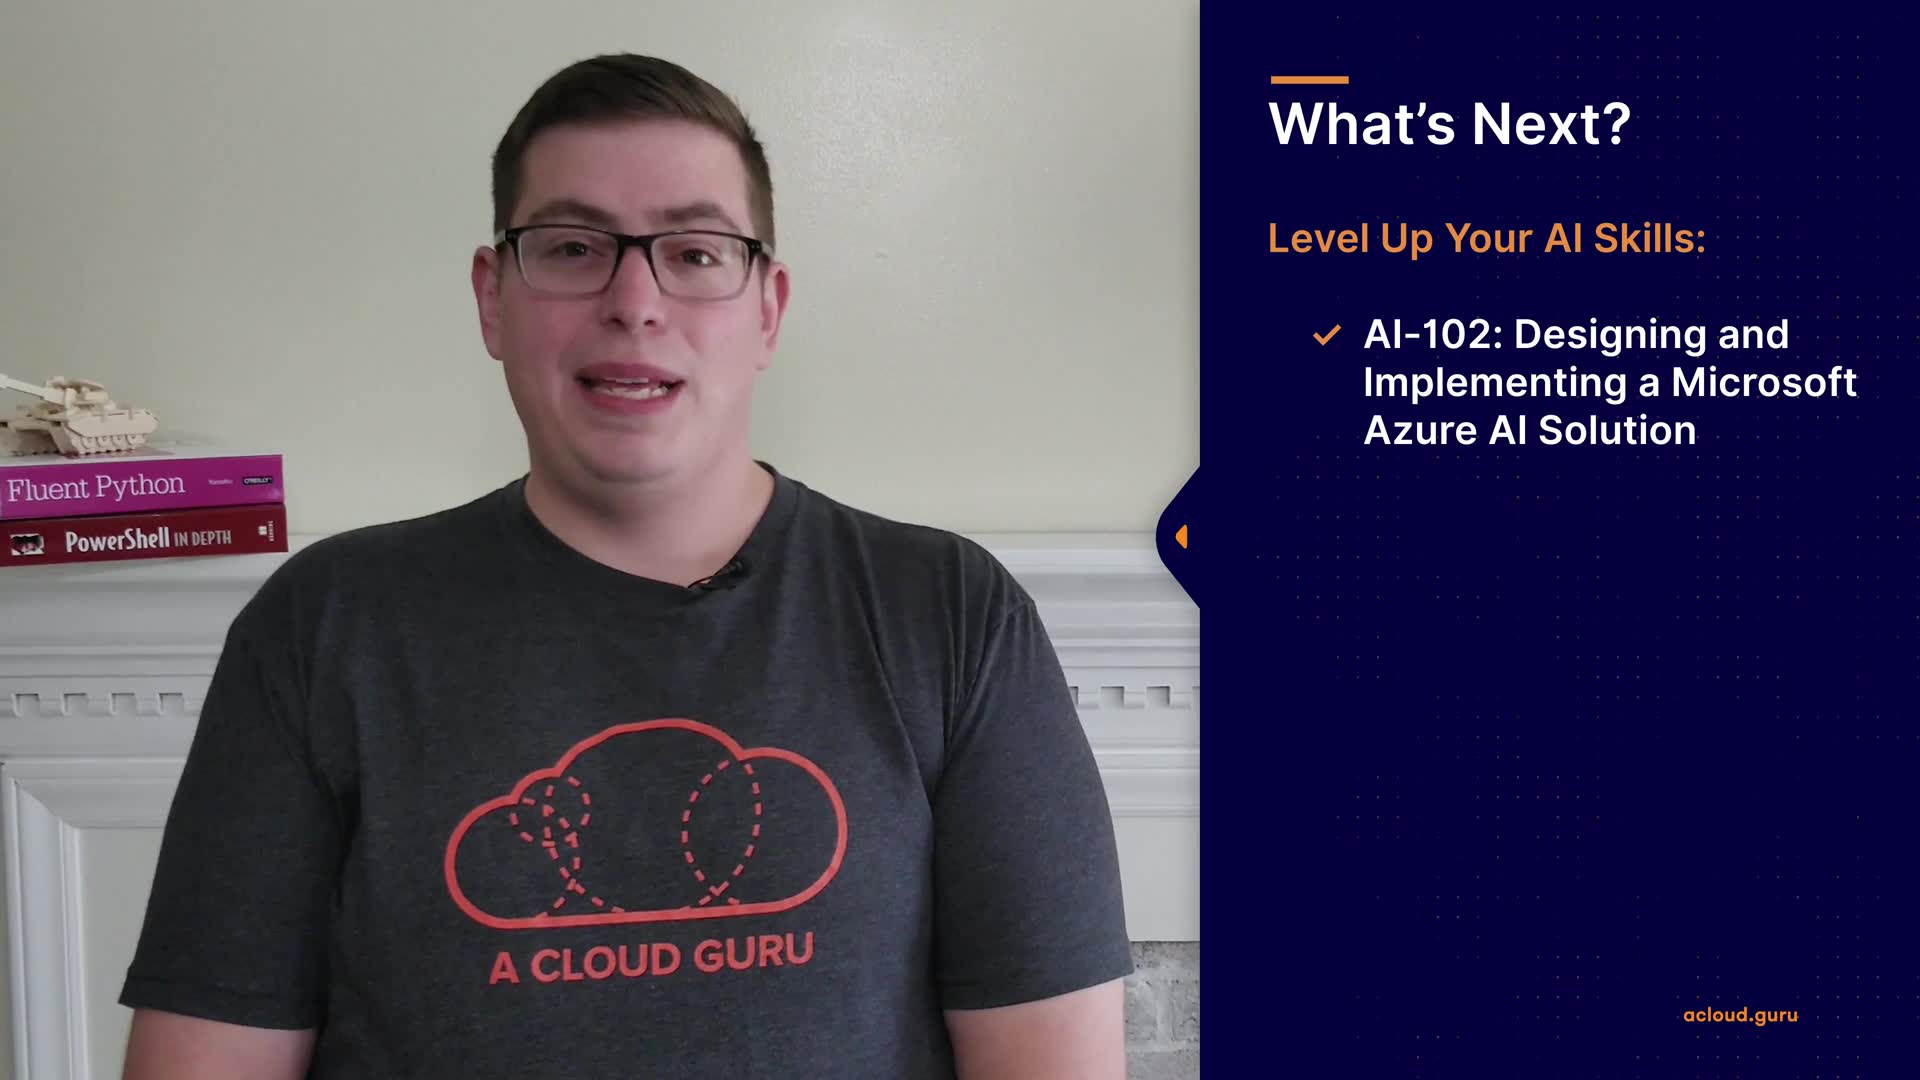 What's Next?
Level Up Your AI Skills:
AI-102: Designing and
Implementing a Microsoft
Azure AI Solution
Fluent Python
O'REILLY
PowerShell IN DEPTH
A CLOUD GURU
acloud.guru